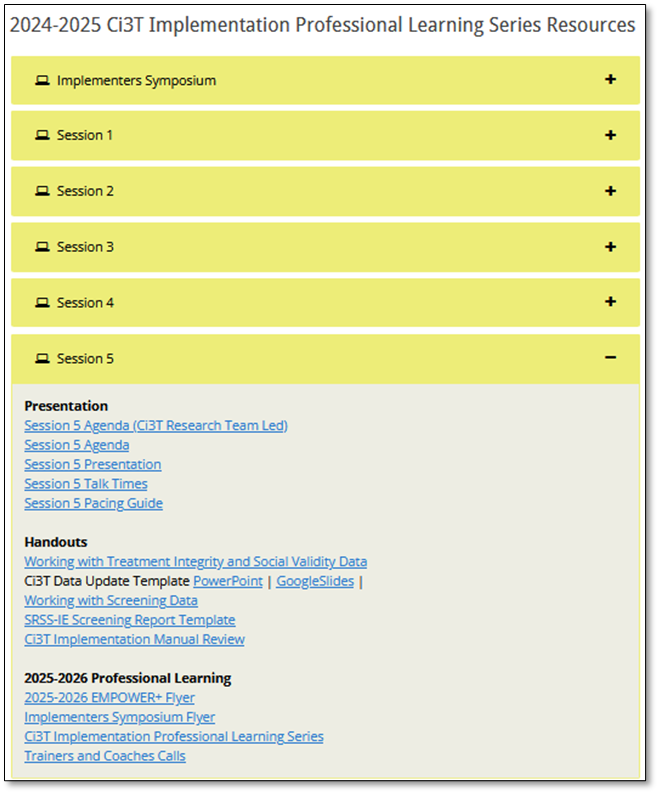 2024-2025 Ci3T Implementation Professional Learning Series Resources
Implementers Symposium +
Session 1 +
Session 2 +
Session 3 +
Session 4 +
Session 5 −
Presentation
Session 5 Agenda (Ci3T Research Team Led)
Session 5 Agenda
Session 5 Presentation
Session 5 Talk Times
Session 5 Pacing Guide
Handouts
Working with Treatment Integrity and Social Validity Data
Ci3T Data Update Template PowerPoint | GoogleSlides |
Working with Screening Data
SRSS-IE Screening Report Template
Ci3T Implementation Manual Review
2025-2026 Professional Learning
2025-2026 EMPOWER+ Flyer
Implementers Symposium Flyer
Ci3T Implementation Professional Learning Series
Trainers and Coaches Calls